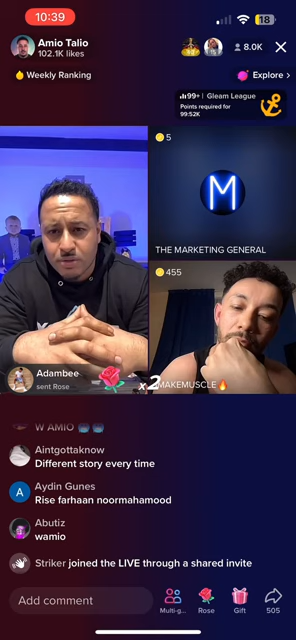 10:39
18
Amio Talio
102.1K likes
8.0K
Weekly Ranking
Explore >
99+ | Gleam League
Points required for
99:52K
5
M
THE MARKETING GENERAL
455
Adambee
sent Rose
x2
MAKEMUSCLE🔥
W AMIO
Aintgottaknow
Different story every time
A
Aydin Gunes
Rise farhaan noormahamood
Abutiz
wamio
Striker joined the LIVE through a shared invite
Add comment
Multi-g...
Rose
Gift
505